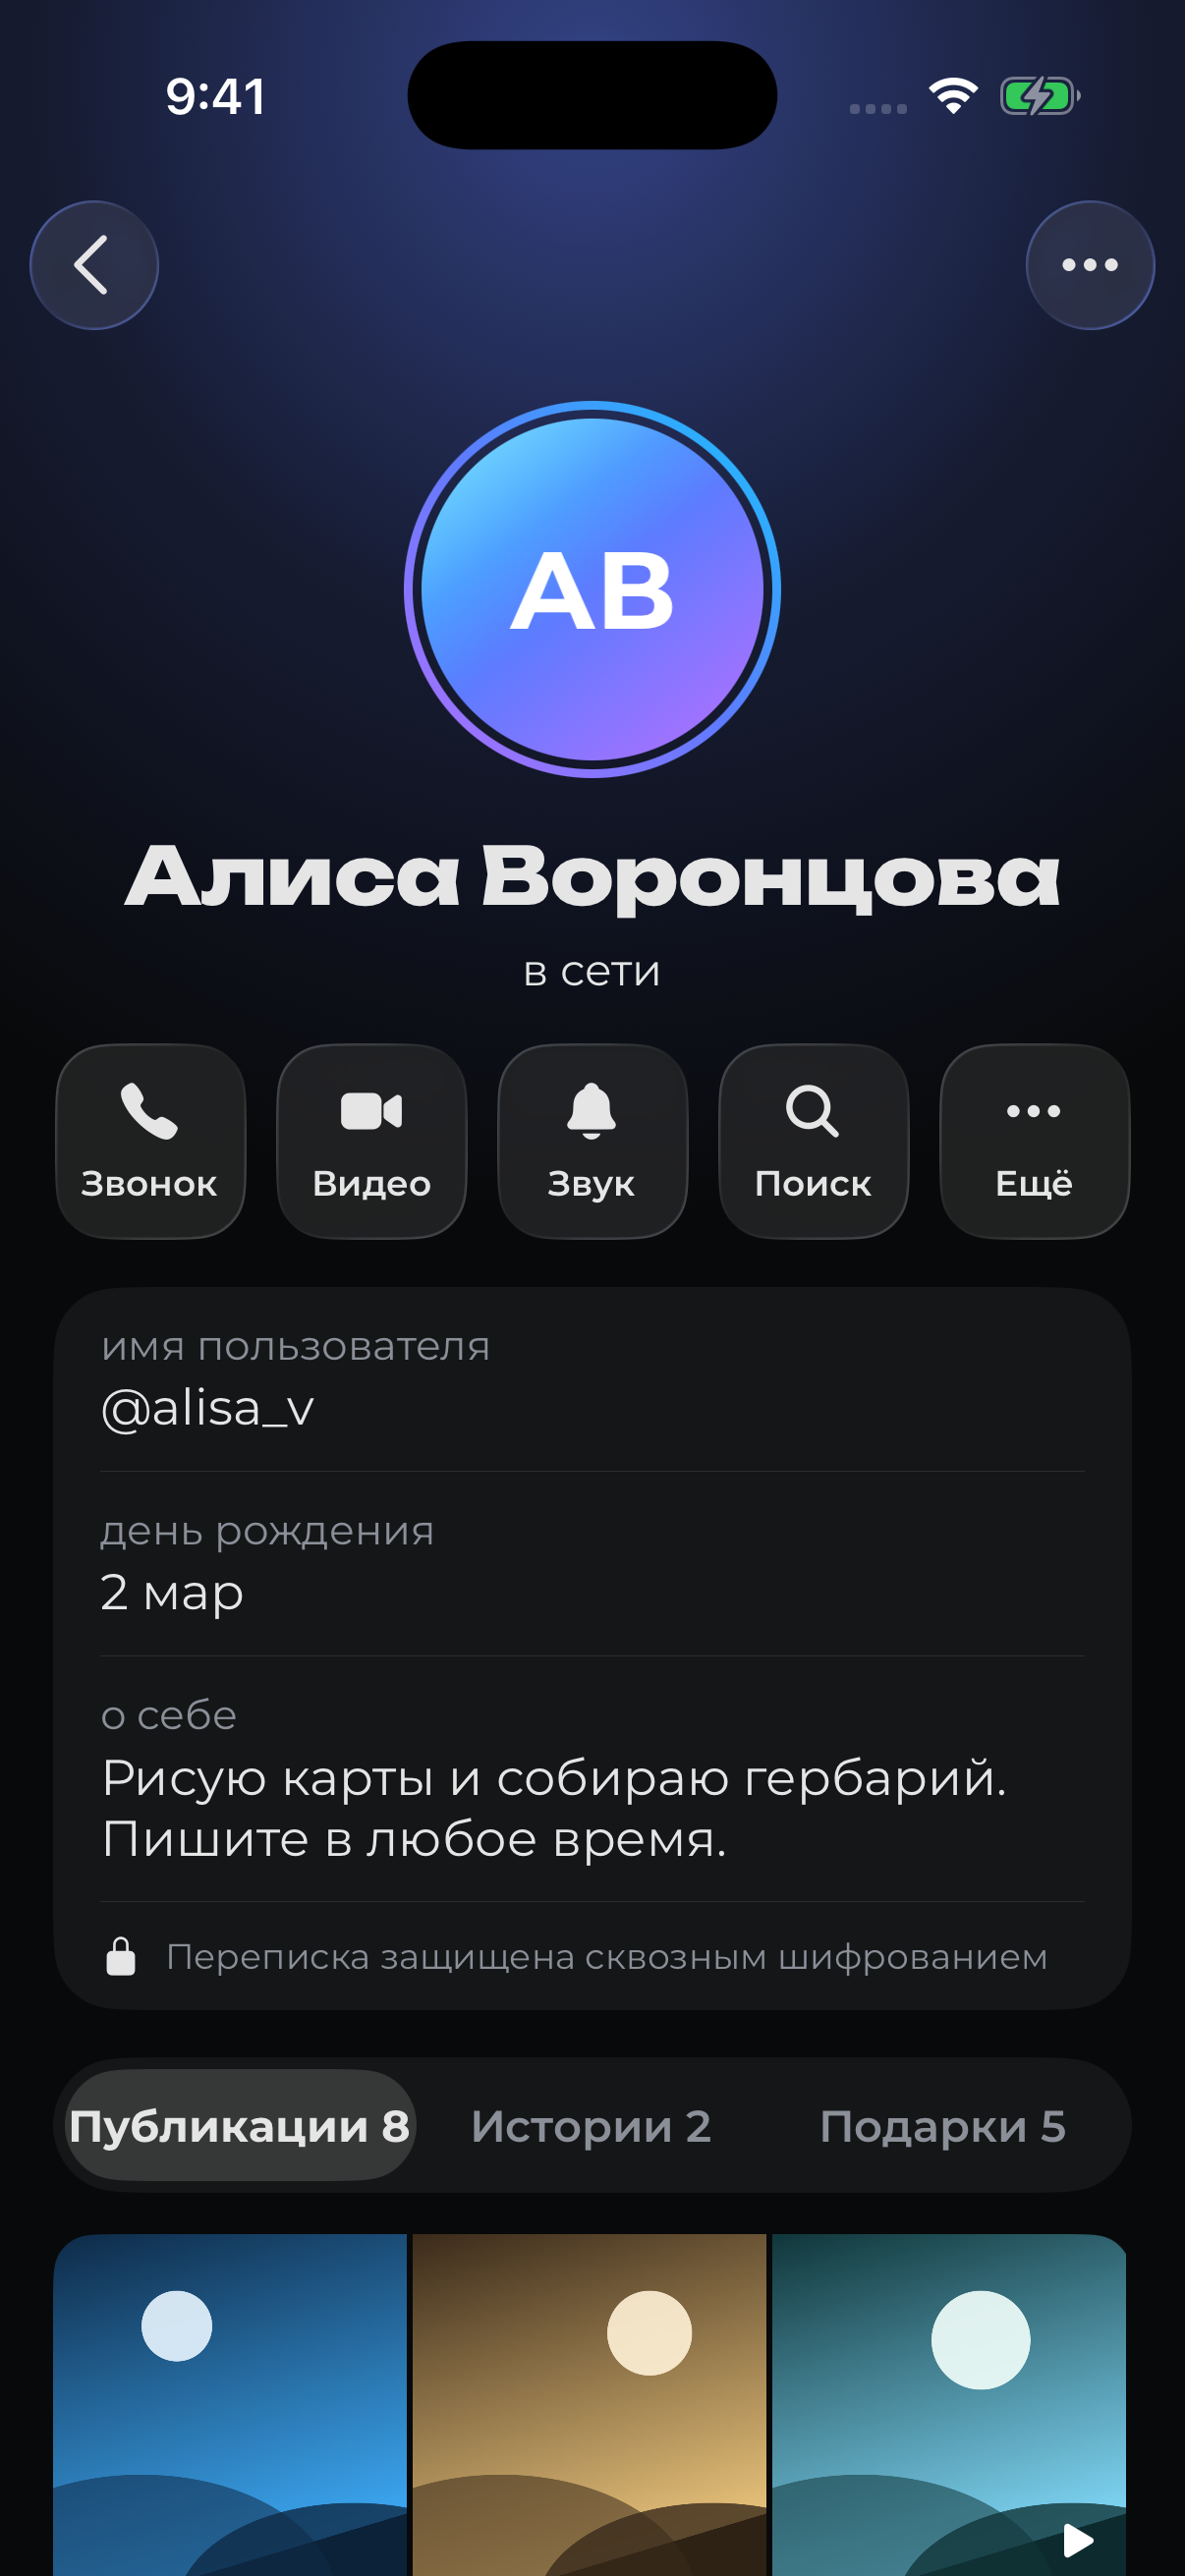 9:41
АВ
Алиса Воронцова
в сети
Звонок
Видео
Звук
Поиск
Ещё
имя пользователя
@alisa_v
день рождения
2 мар
о себе
Рисую карты и собираю гербарий.
Пишите в любое время.
Переписка защищена сквозным шифрованием
Публикации 8
Истории 2
Подарки 5